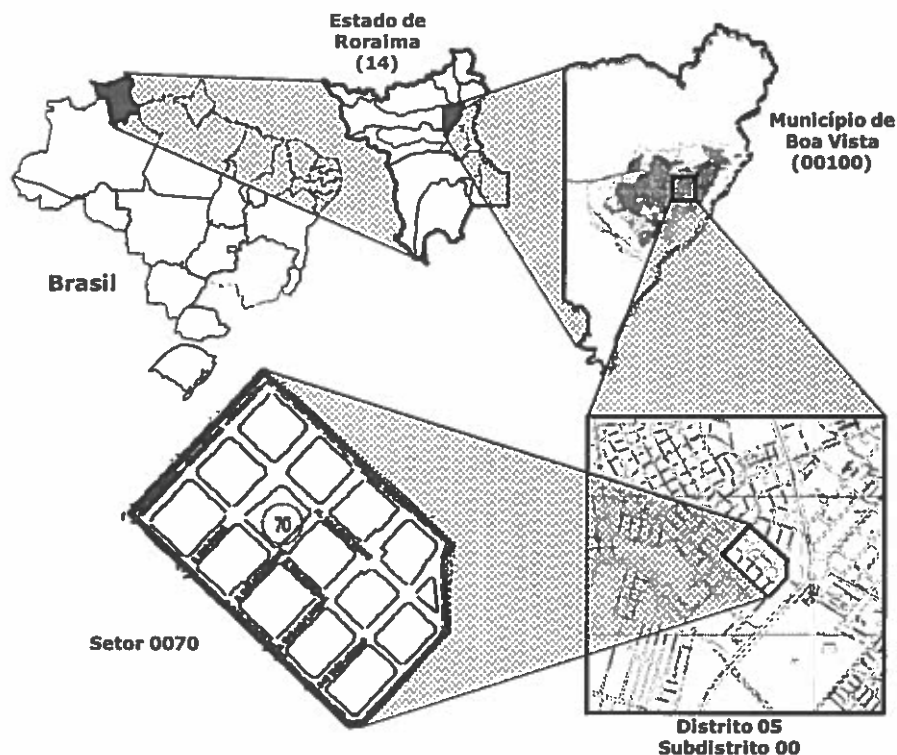 Estado de
Roraima
(14)
Município de
Boa Vista
(00100)
Brasil
70
Setor 0070
Distrito 05
Subdistrito 00